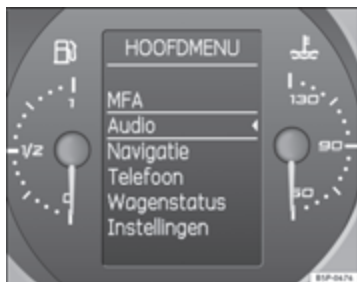 HOOFDMENU
MFA
Audio
Navigatie
Telefoon
Wagenstatus
Instellingen
1
1/2
0
130
90
50
B5P-0676